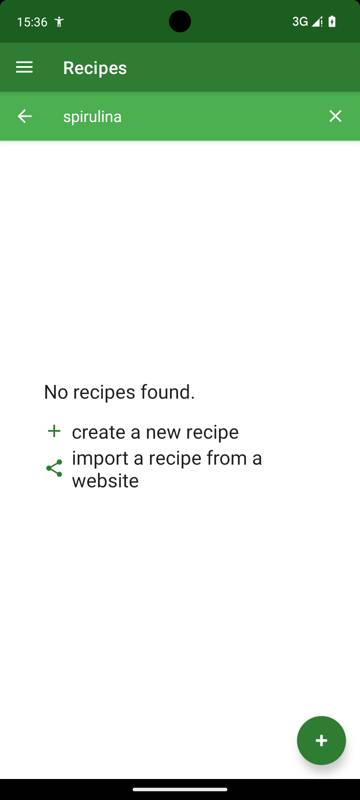 15:36
3G
Recipes
spirulina
No recipes found.
create a new recipe
import a recipe from a
website